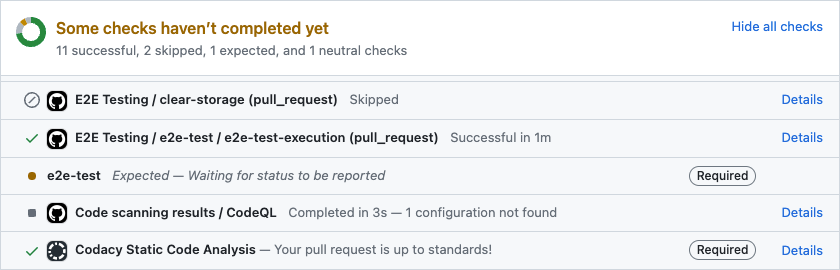 Some checks haven’t completed yet
Hide all checks
11 successful, 2 skipped, 1 expected, and 1 neutral checks
E2E Testing / clear-storage (pull_request) Skipped Details
E2E Testing / e2e-test / e2e-test-execution (pull_request) Successful in 1m Details
e2e-test Expected — Waiting for status to be reported Required
Code scanning results / CodeQL Completed in 3s — 1 configuration not found Details
Codacy Static Code Analysis — Your pull request is up to standards! Required Details